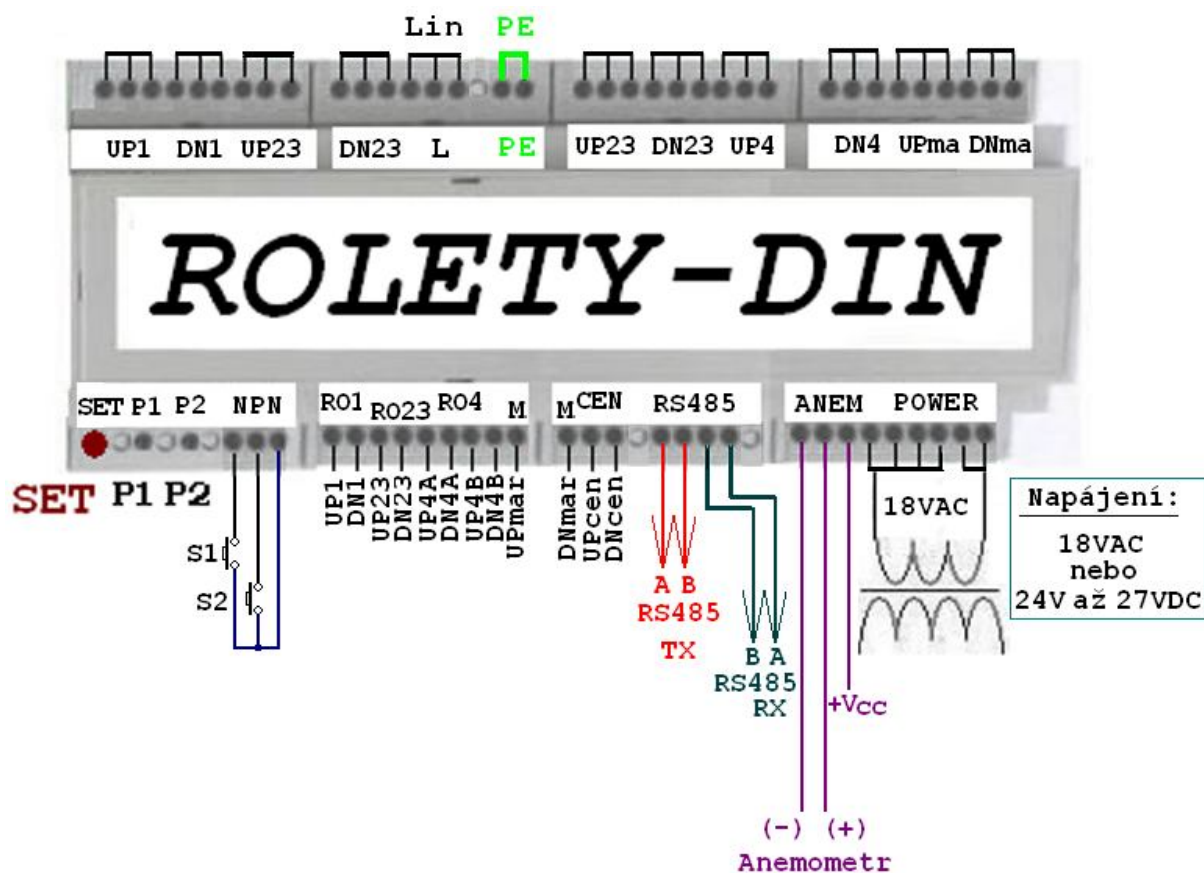 Lin PE
UP1 DN1 UP23 DN23 L PE UP23 DN23 UP4 DN4 UPma DNma
ROLETY-DIN
SET P1 P2 NPN RO1 RO23 RO4 M M CEN RS485 ANEM POWER
SET P1 P2
UP1
DN1
UP23
DN23
UP4A
DN4A
UP4B
DN4B
UPmar
DNmar
UPcen
DNcen
18VAC
Napájení:
18VAC
nebo
24V až 27VDC
S1
S2
A B
RS485
TX
B A
RS485
RX
+Vcc
(-) (+)
Anemometr